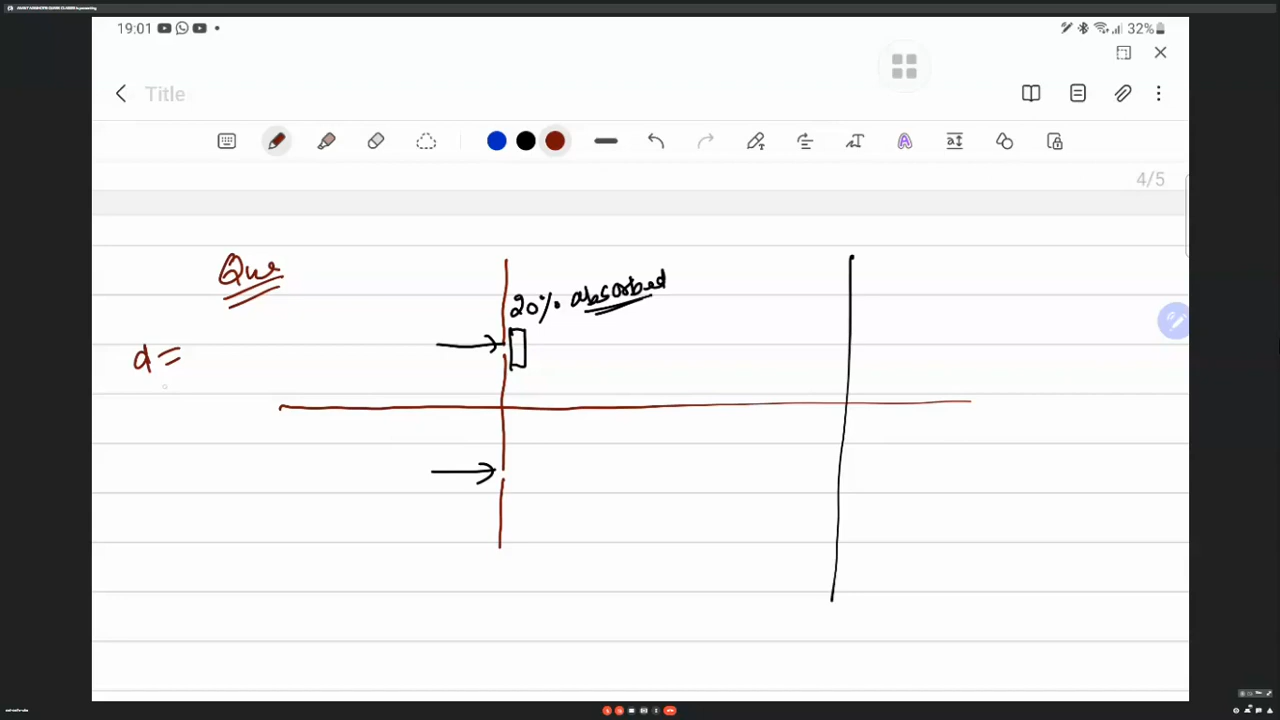 19:01
32%
Title
4/5
Que
20% absorbed
d =